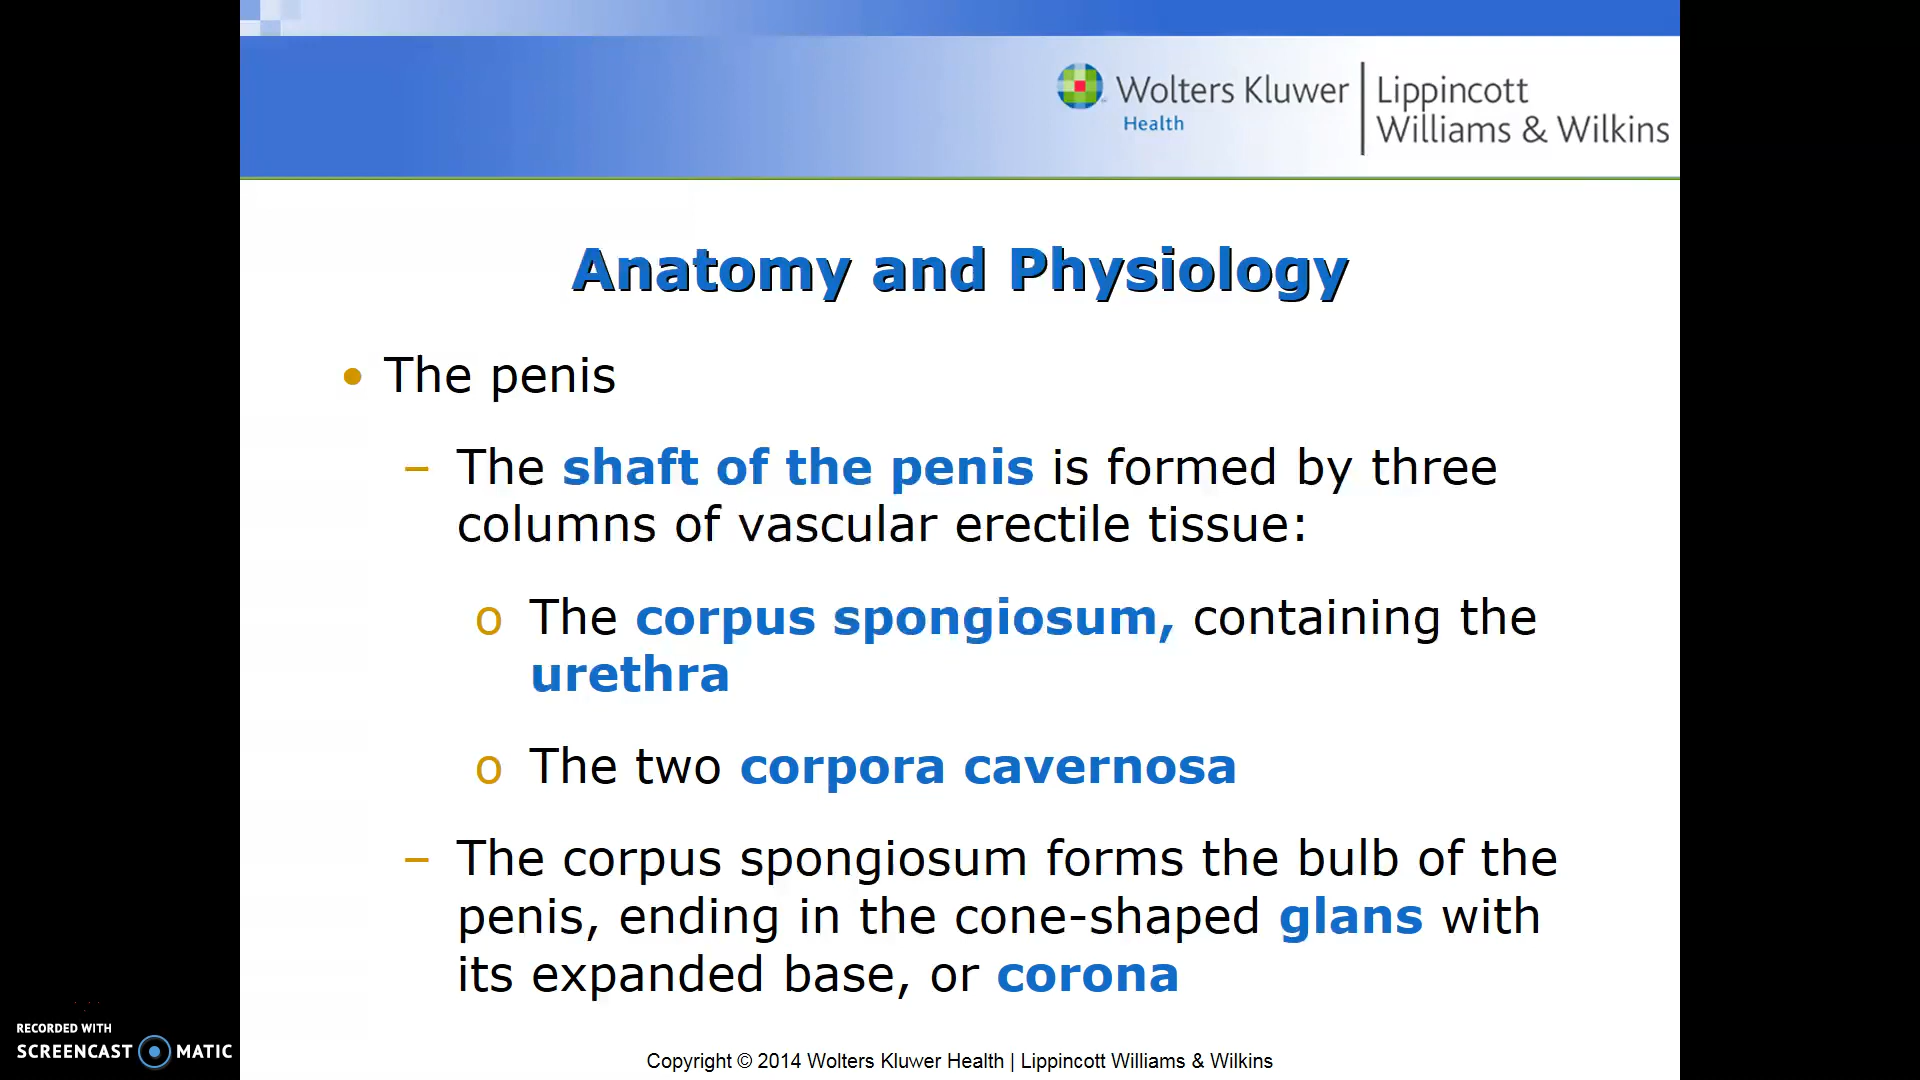 Wolters Kluwer
Health
Lippincott
Williams & Wilkins
Anatomy and Physiology
• The penis
– The shaft of the penis is formed by three
columns of vascular erectile tissue:
o The corpus spongiosum, containing the
urethra
o The two corpora cavernosa
– The corpus spongiosum forms the bulb of the
penis, ending in the cone-shaped glans with
its expanded base, or corona
RECORDED WITH
SCREENCAST MATIC
Copyright © 2014 Wolters Kluwer Health | Lippincott Williams & Wilkins